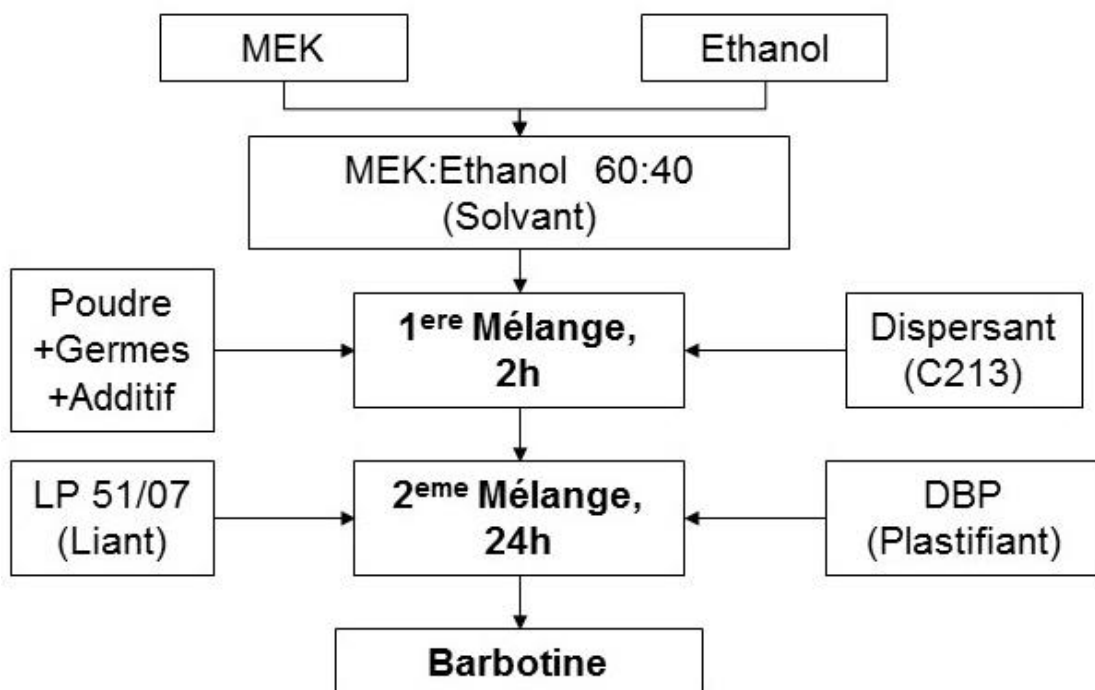 MEK
Ethanol
MEK:Ethanol 60:40
(Solvant)
Poudre
+Germes
+Additif
1ere Mélange,
2h
Dispersant
(C213)
LP 51/07
(Liant)
2eme Mélange,
24h
DBP
(Plastifiant)
Barbotine